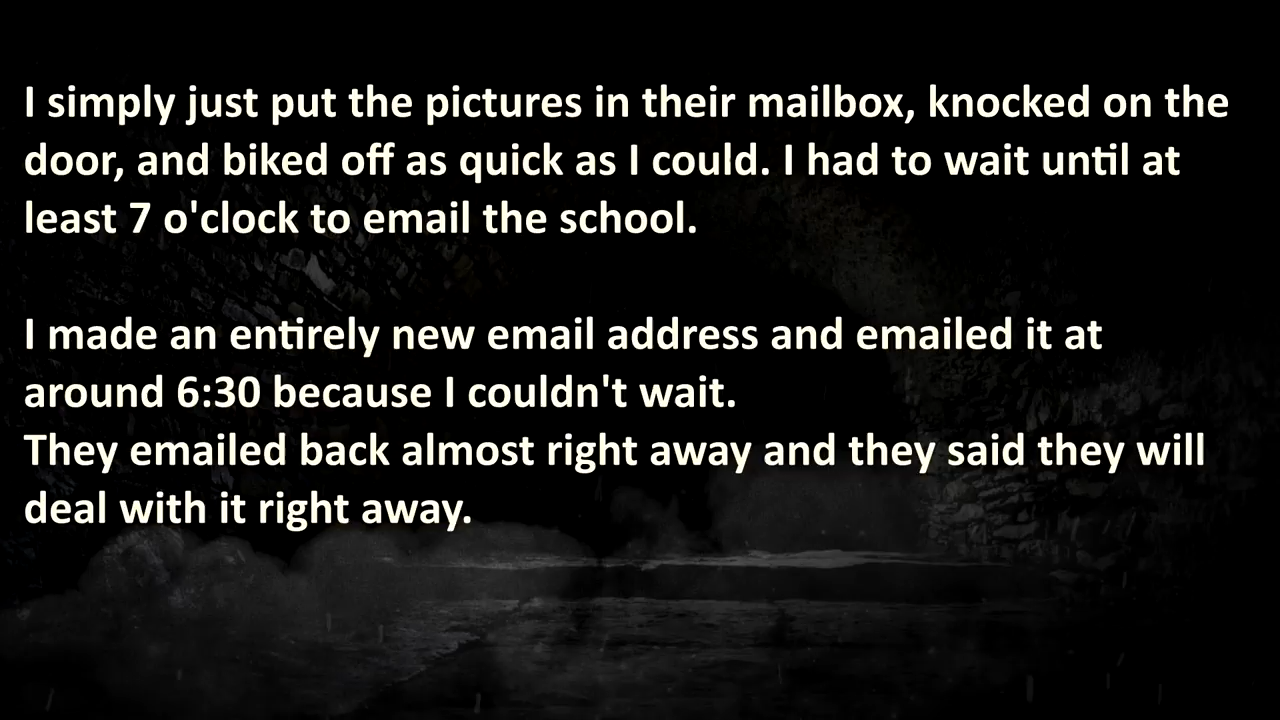 I simply just put the pictures in their mailbox, knocked on the
door, and biked off as quick as I could. I had to wait until at
least 7 o'clock to email the school.
I made an entirely new email address and emailed it at
around 6:30 because I couldn't wait.
They emailed back almost right away and they said they will
deal with it right away.